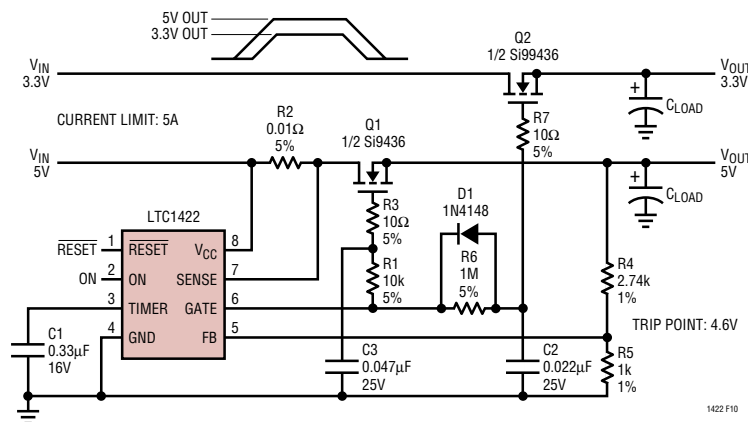 5V OUT
3.3V OUT
Q2
1/2 Si99436
VIN
3.3V
VOUT
3.3V
CURRENT LIMIT: 5A
R2
0.01Ω
5%
Q1
1/2 Si9436
R7
10Ω
5%
+
CLOAD
VIN
5V
VOUT
5V
+
CLOAD
LTC1422
R3
10Ω
5%
D1
1N4148
RESET
1
RESET
VCC
8
ON
2
ON
SENSE
7
R1
10k
5%
R6
1M
5%
R4
2.74k
1%
3
TIMER
GATE
6
TRIP POINT: 4.6V
4
GND
FB
5
C1
0.33µF
16V
C3
0.047µF
25V
C2
0.022µF
25V
R5
1k
1%
1422 F10